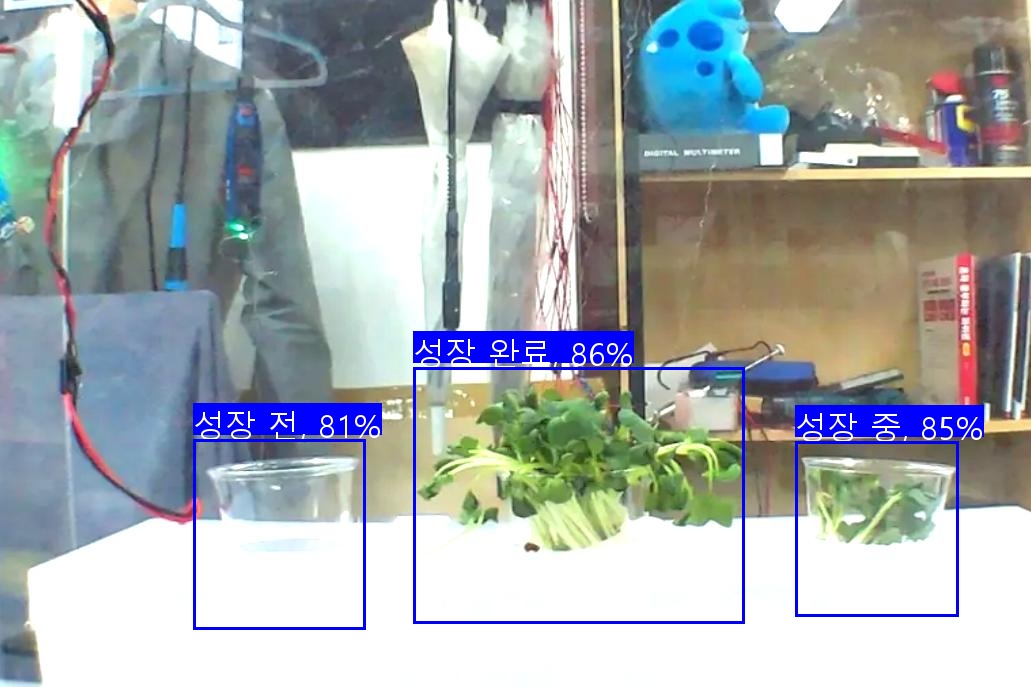 DIGITAL MULTIMETER
성장 완료, 86%
성장 전, 81%
성장 중, 85%